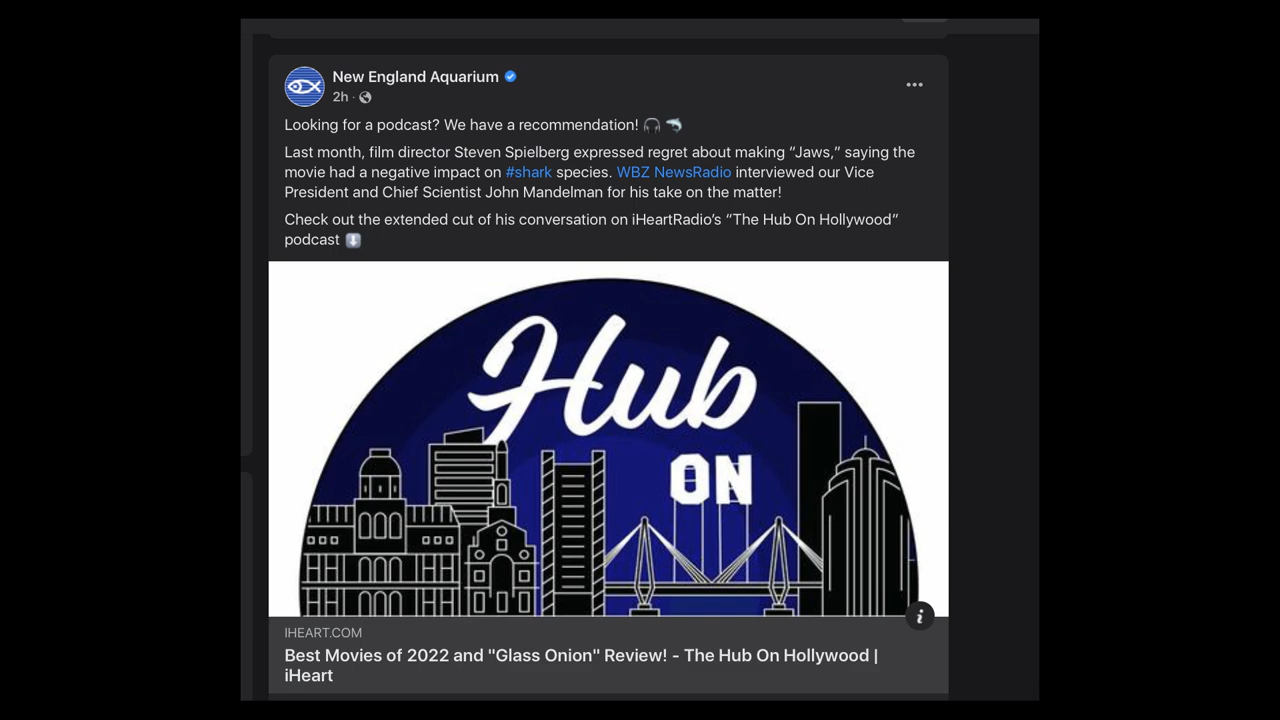 New England Aquarium
2h ·
Looking for a podcast? We have a recommendation! 🎧 🦈
Last month, film director Steven Spielberg expressed regret about making “Jaws,” saying the
movie had a negative impact on #shark species. WBZ NewsRadio interviewed our Vice
President and Chief Scientist John Mandelman for his take on the matter!
Check out the extended cut of his conversation on iHeartRadio’s “The Hub On Hollywood”
podcast ⬇️
Hub
ON
IHEART.COM
Best Movies of 2022 and "Glass Onion" Review! - The Hub On Hollywood |
iHeart